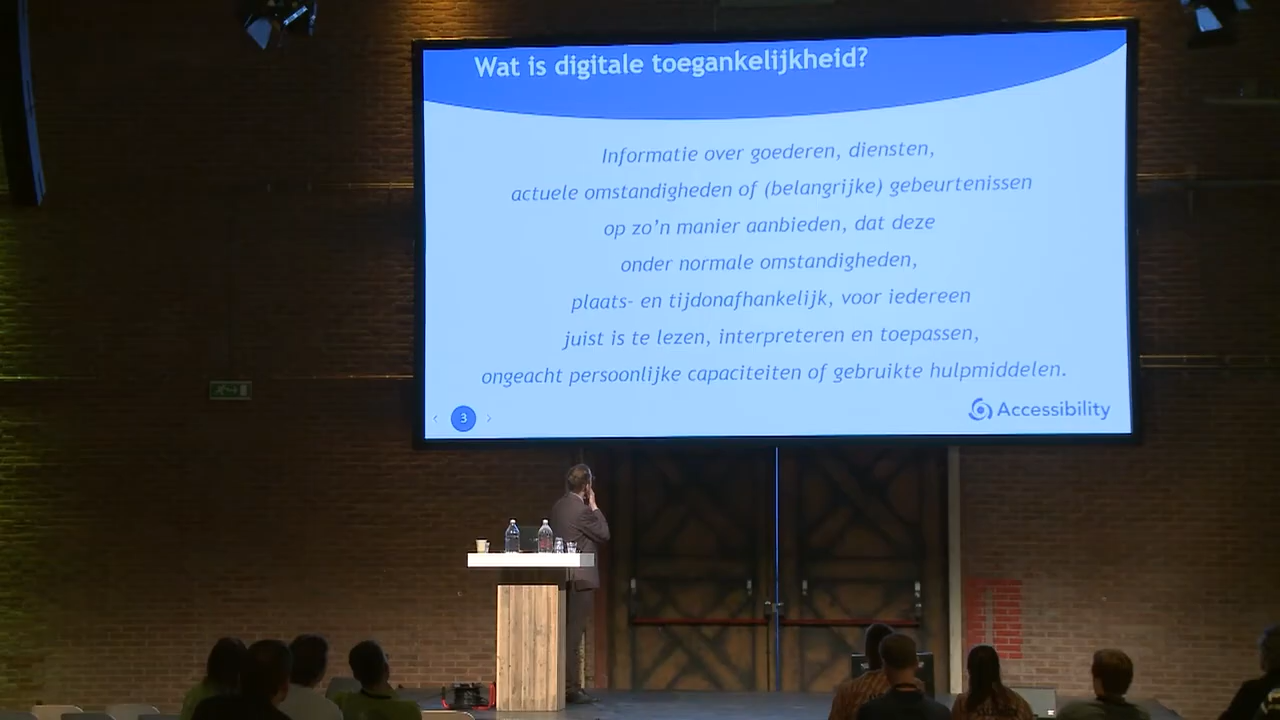 Wat is digitale toegankelijkheid?
Informatie over goederen, diensten,
actuele omstandigheden of (belangrijke) gebeurtenissen
op zo'n manier aanbieden, dat deze
onder normale omstandigheden,
plaats- en tijdonafhankelijk, voor iedereen
juist is te lezen, interpreteren en toepassen,
ongeacht persoonlijke capaciteiten of gebruikte hulpmiddelen.
3
Accessibility